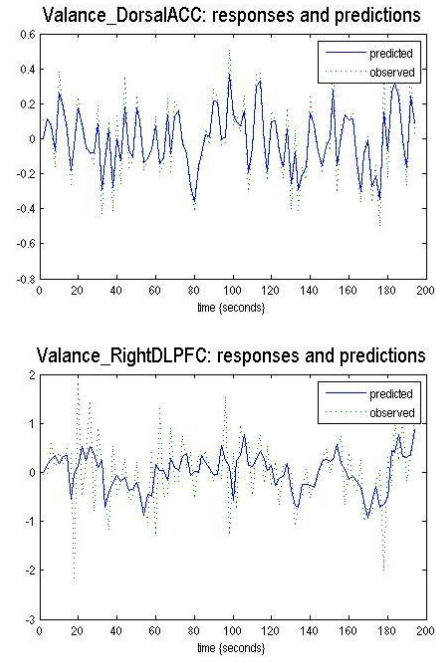 Valance_DorsalACC: responses and predictions
0.6
predicted
observed
0.4
0.2
0
-0.2
-0.4
-0.6
-0.8
0 20 40 60 80 100 120 140 160 180 200
time {seconds}
Valance_RightDLPFC: responses and predictions
2
predicted
observed
1
0
-1
-2
-3
0 20 40 60 80 100 120 140 160 180 200
time {seconds}